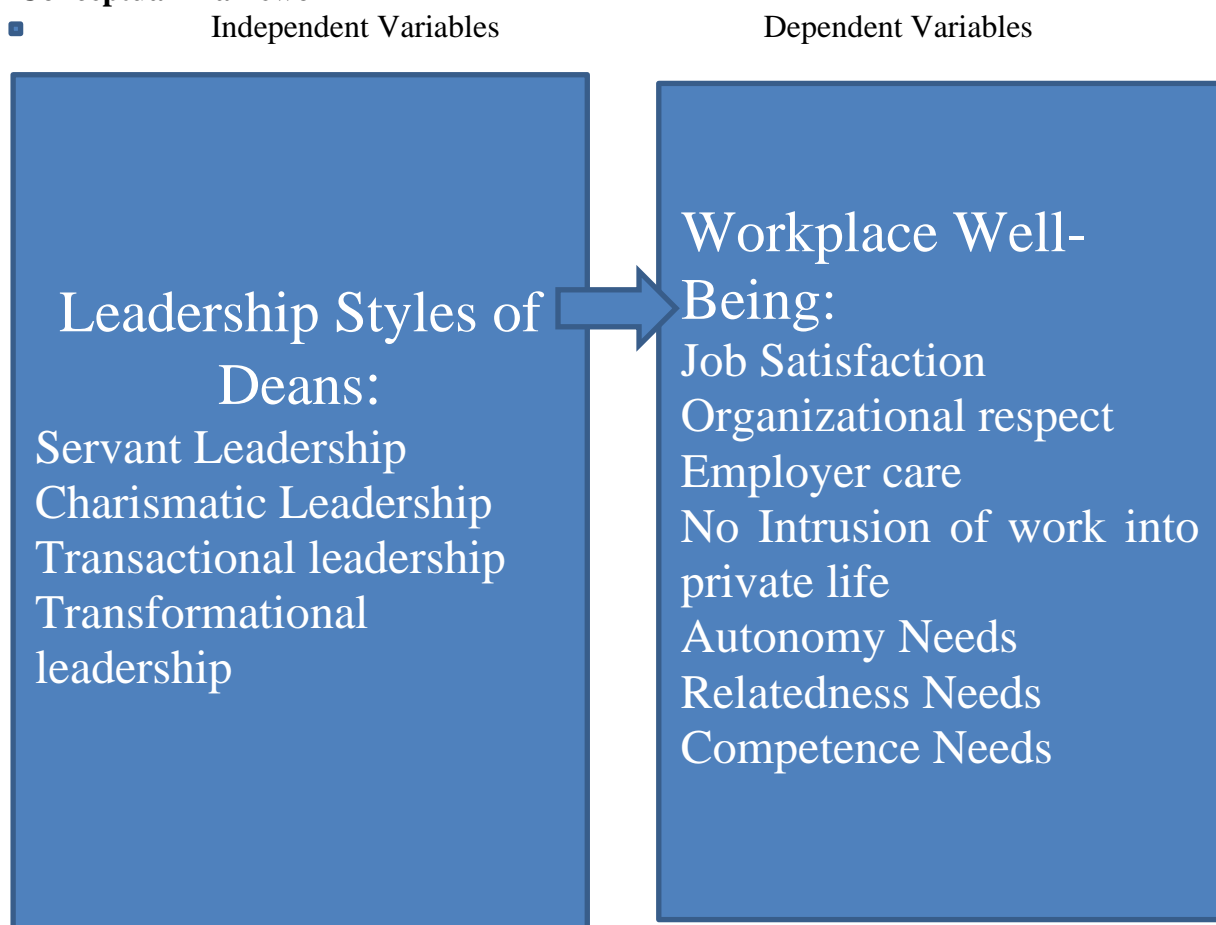 Independent Variables Dependent Variables
Leadership Styles of
Deans:
Servant Leadership
Charismatic Leadership
Transactional leadership
Transformational
leadership
Workplace Well-
Being:
Job Satisfaction
Organizational respect
Employer care
No Intrusion of work into
private life
Autonomy Needs
Relatedness Needs
Competence Needs